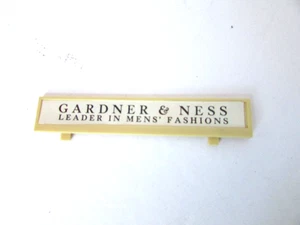 GARDNER & NESS
LEADER IN MENS' FASHIONS